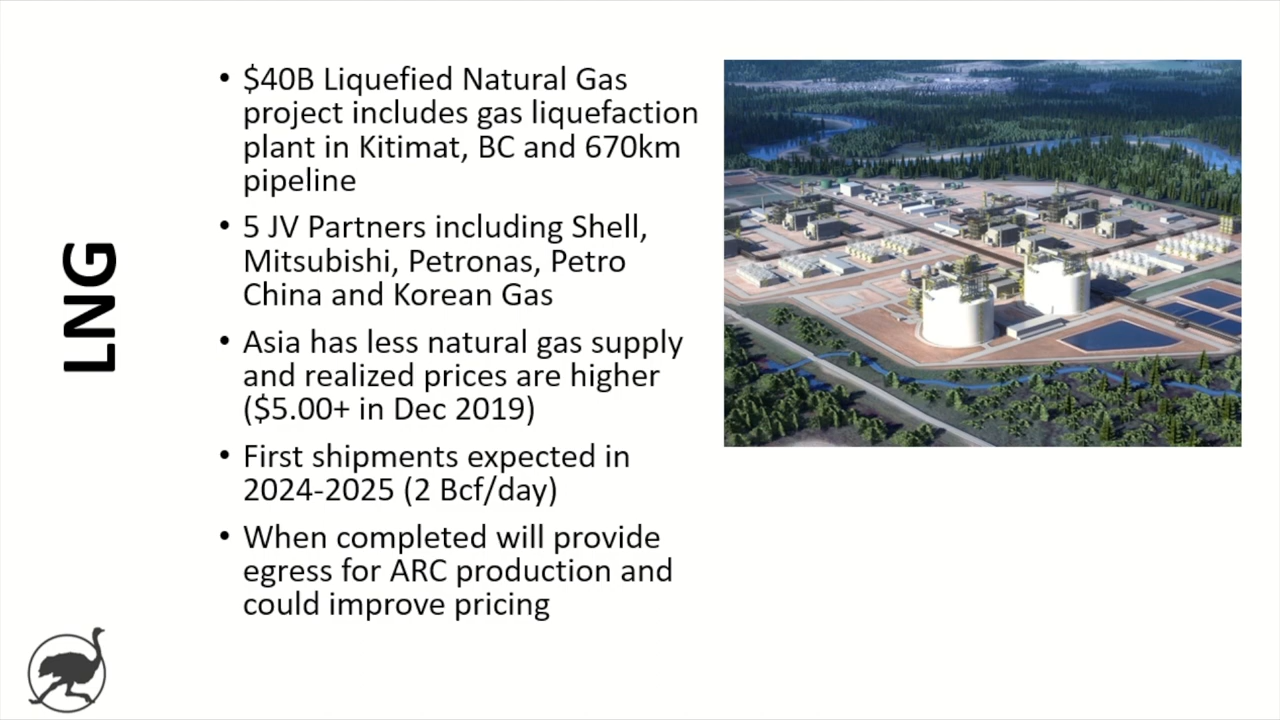 LNG
• $40B Liquefied Natural Gas
project includes gas liquefaction
plant in Kitimat, BC and 670km
pipeline
• 5 JV Partners including Shell,
Mitsubishi, Petronas, Petro
China and Korean Gas
• Asia has less natural gas supply
and realized prices are higher
($5.00+ in Dec 2019)
• First shipments expected in
2024-2025 (2 Bcf/day)
• When completed will provide
egress for ARC production and
could improve pricing